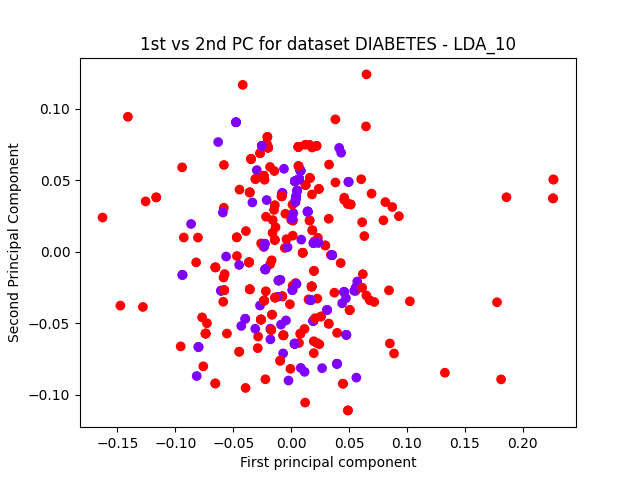 1st vs 2nd PC for dataset DIABETES - LDA_10
Second Principal Component
0.10
0.05
0.00
−0.05
−0.10
−0.15 −0.10 −0.05 0.00 0.05 0.10 0.15 0.20
First principal component